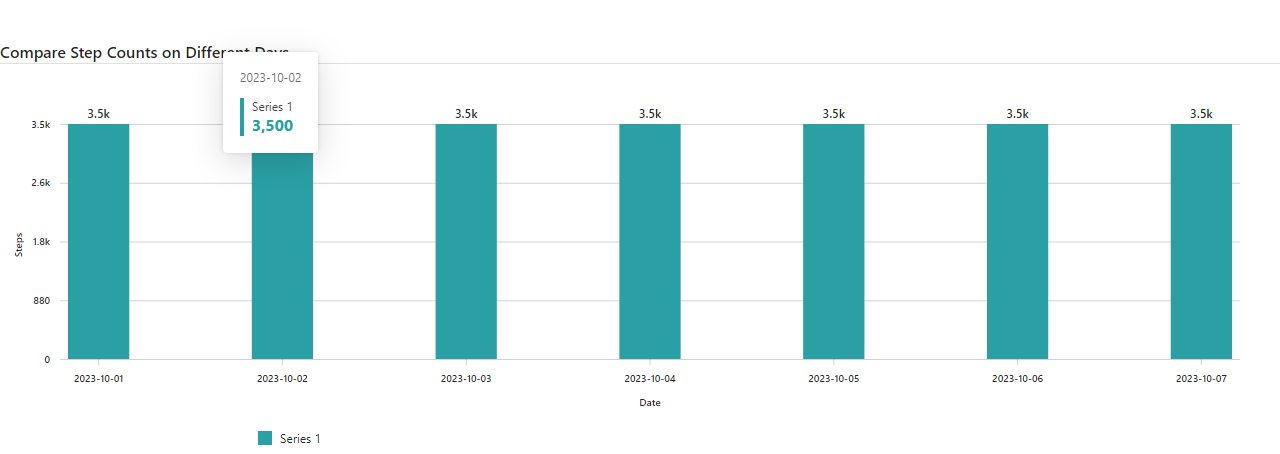 Compare Step Counts on Different Days
2023-10-02
Series 1
3,500
3.5k
3.5k
3.5k
3.5k
3.5k
3.5k
3.5k
2.6k
1.8k
880
0
Steps
2023-10-01
2023-10-02
2023-10-03
2023-10-04
2023-10-05
2023-10-06
2023-10-07
Date
Series 1